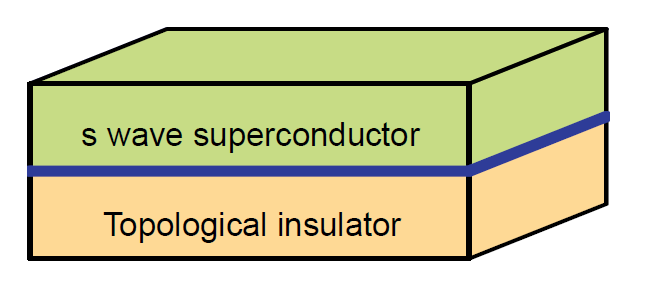 s wave superconductor
Topological insulator